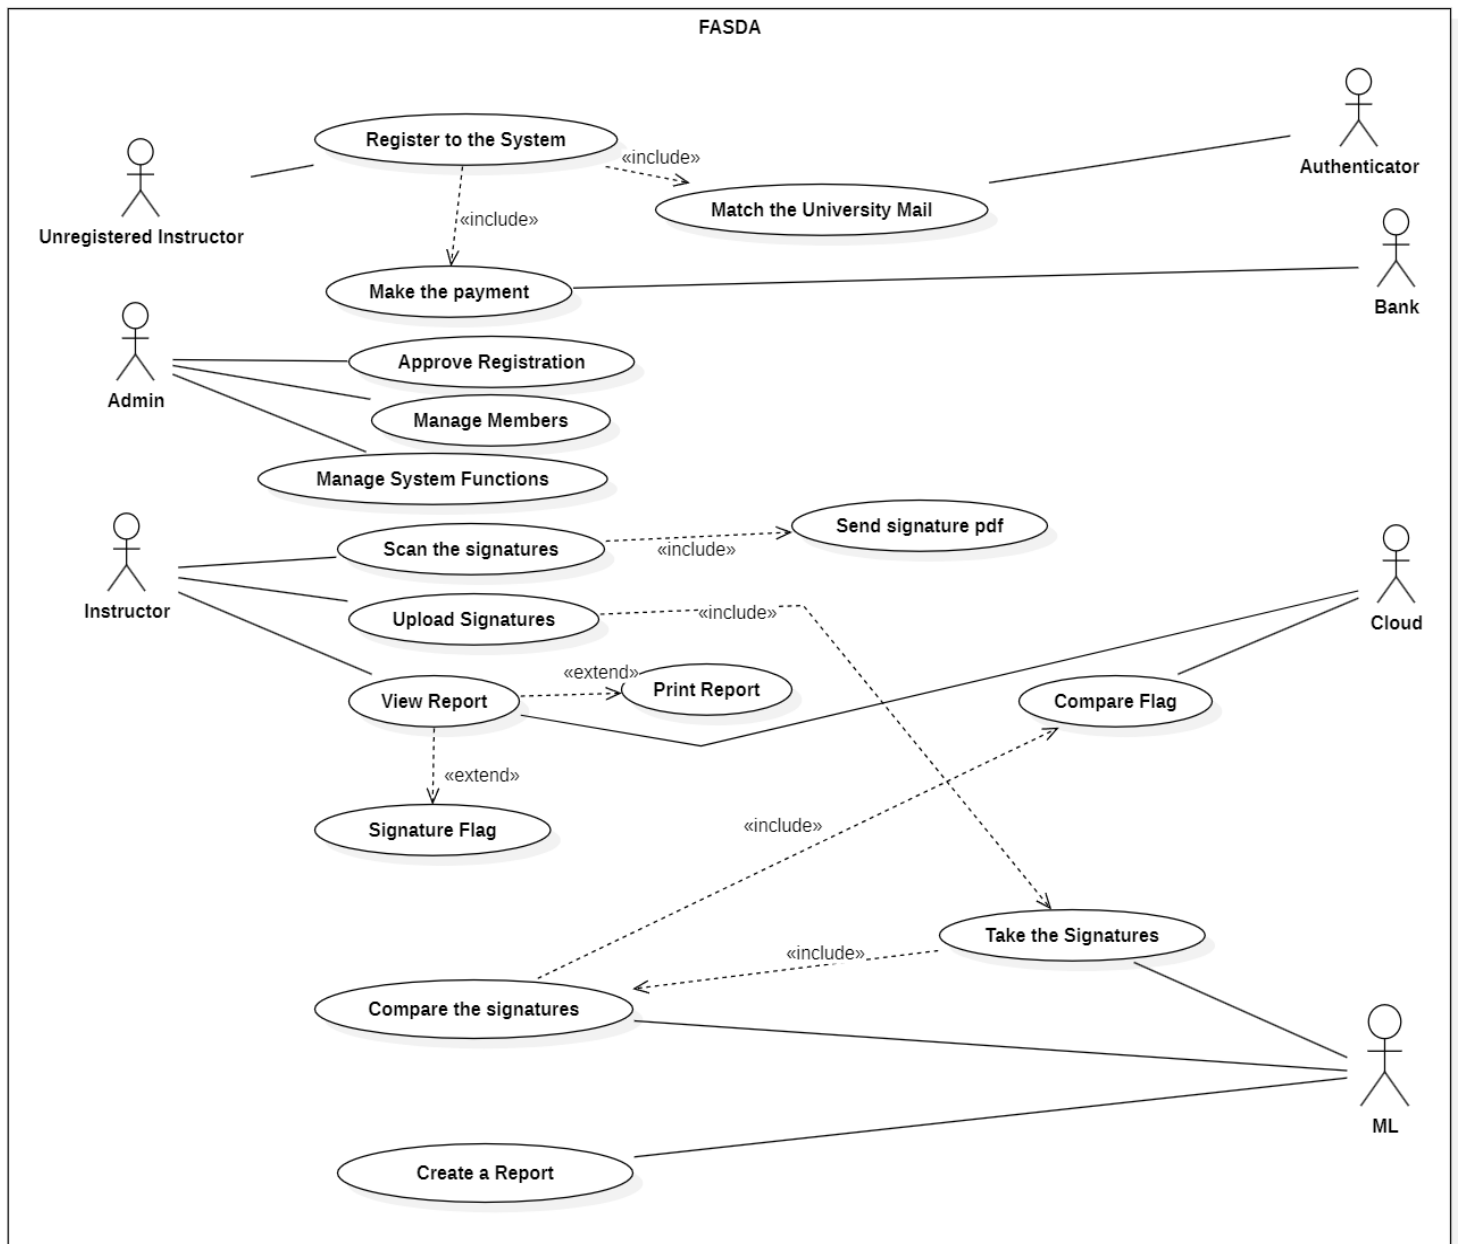 FASDA
Register to the System
«include»
Authenticator
Match the University Mail
«include»
Unregistered Instructor
Make the payment
Bank
Approve Registration
Admin
Manage Members
Manage System Functions
Send signature pdf
Scan the signatures
«include»
Instructor
Upload Signatures
«include»
Cloud
«extend»
Print Report
View Report
Compare Flag
«extend»
Signature Flag
«include»
Take the Signatures
«include»
Compare the signatures
ML
Create a Report